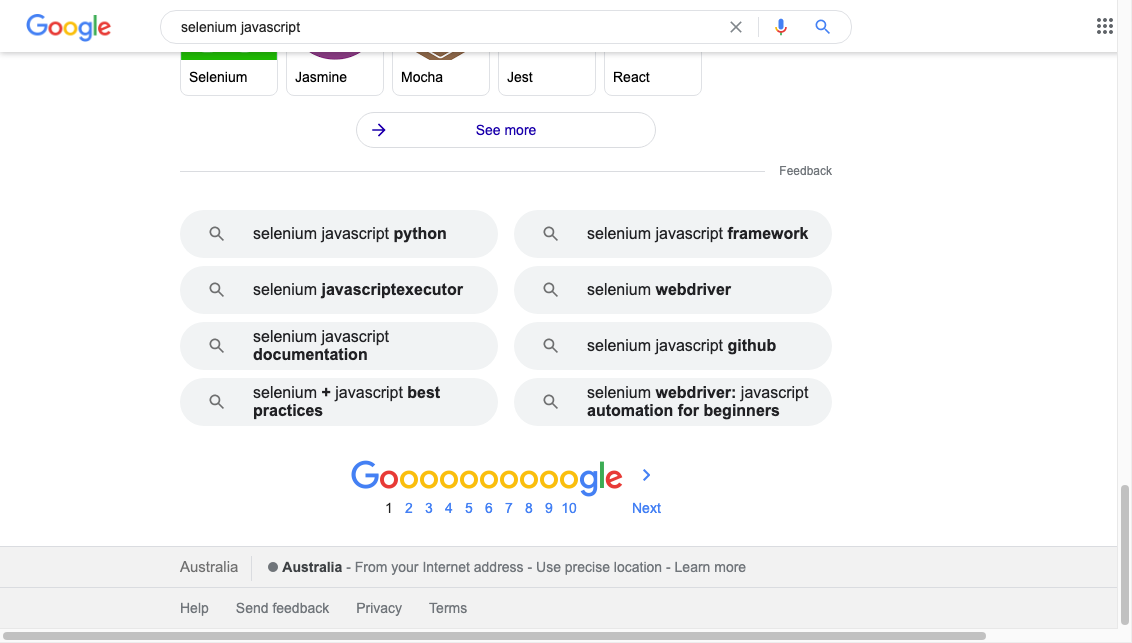 Google
selenium javascript
Selenium
Jasmine
Mocha
Jest
React
See more
Feedback
selenium javascript python
selenium javascript framework
selenium javascriptexecutor
selenium webdriver
selenium javascript
documentation
selenium javascript github
selenium + javascript best
practices
selenium webdriver: javascript
automation for beginners
Goooooooooogle
1 2 3 4 5 6 7 8 9 10 Next
Australia
Australia - From your Internet address - Use precise location - Learn more
Help Send feedback Privacy Terms